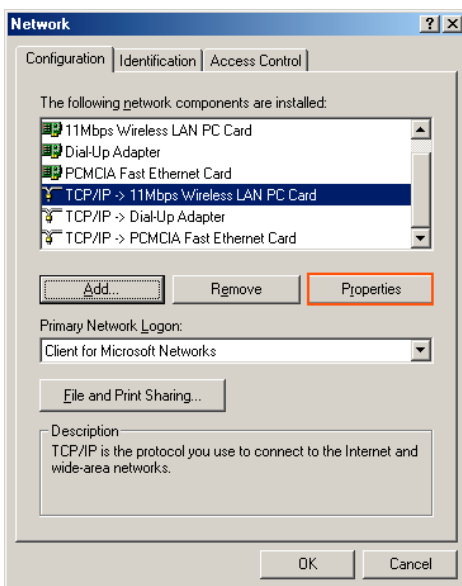 Network
Configuration Identification Access Control
The following network components are installed:
11Mbps Wireless LAN PC Card
Dial-Up Adapter
PCMCIA Fast Ethernet Card
TCP/IP -> 11Mbps Wireless LAN PC Card
TCP/IP -> Dial-Up Adapter
TCP/IP -> PCMCIA Fast Ethernet Card
Add... Remove Properties
Primary Network Logon:
Client for Microsoft Networks
File and Print Sharing...
Description
TCP/IP is the protocol you use to connect to the Internet and
wide-area networks.
OK Cancel